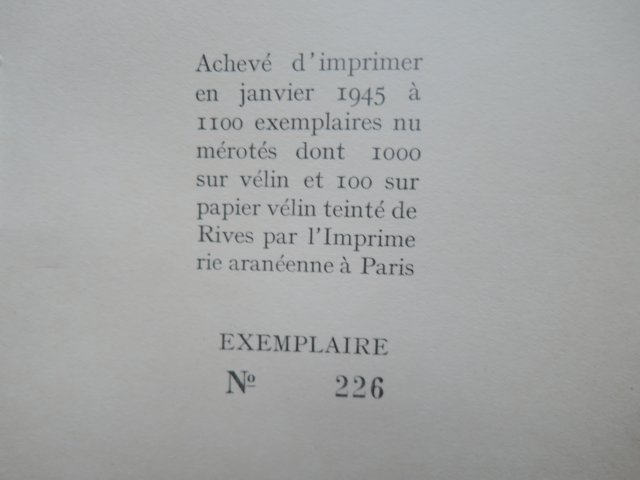 Achevé d'imprimer
en janvier 1945 à
1100 exemplaires nu
mérotés dont 1000
sur vélin et 100 sur
papier vélin teinté de
Rives par l'Imprime
rie aranéenne à Paris
EXEMPLAIRE
Nº 226